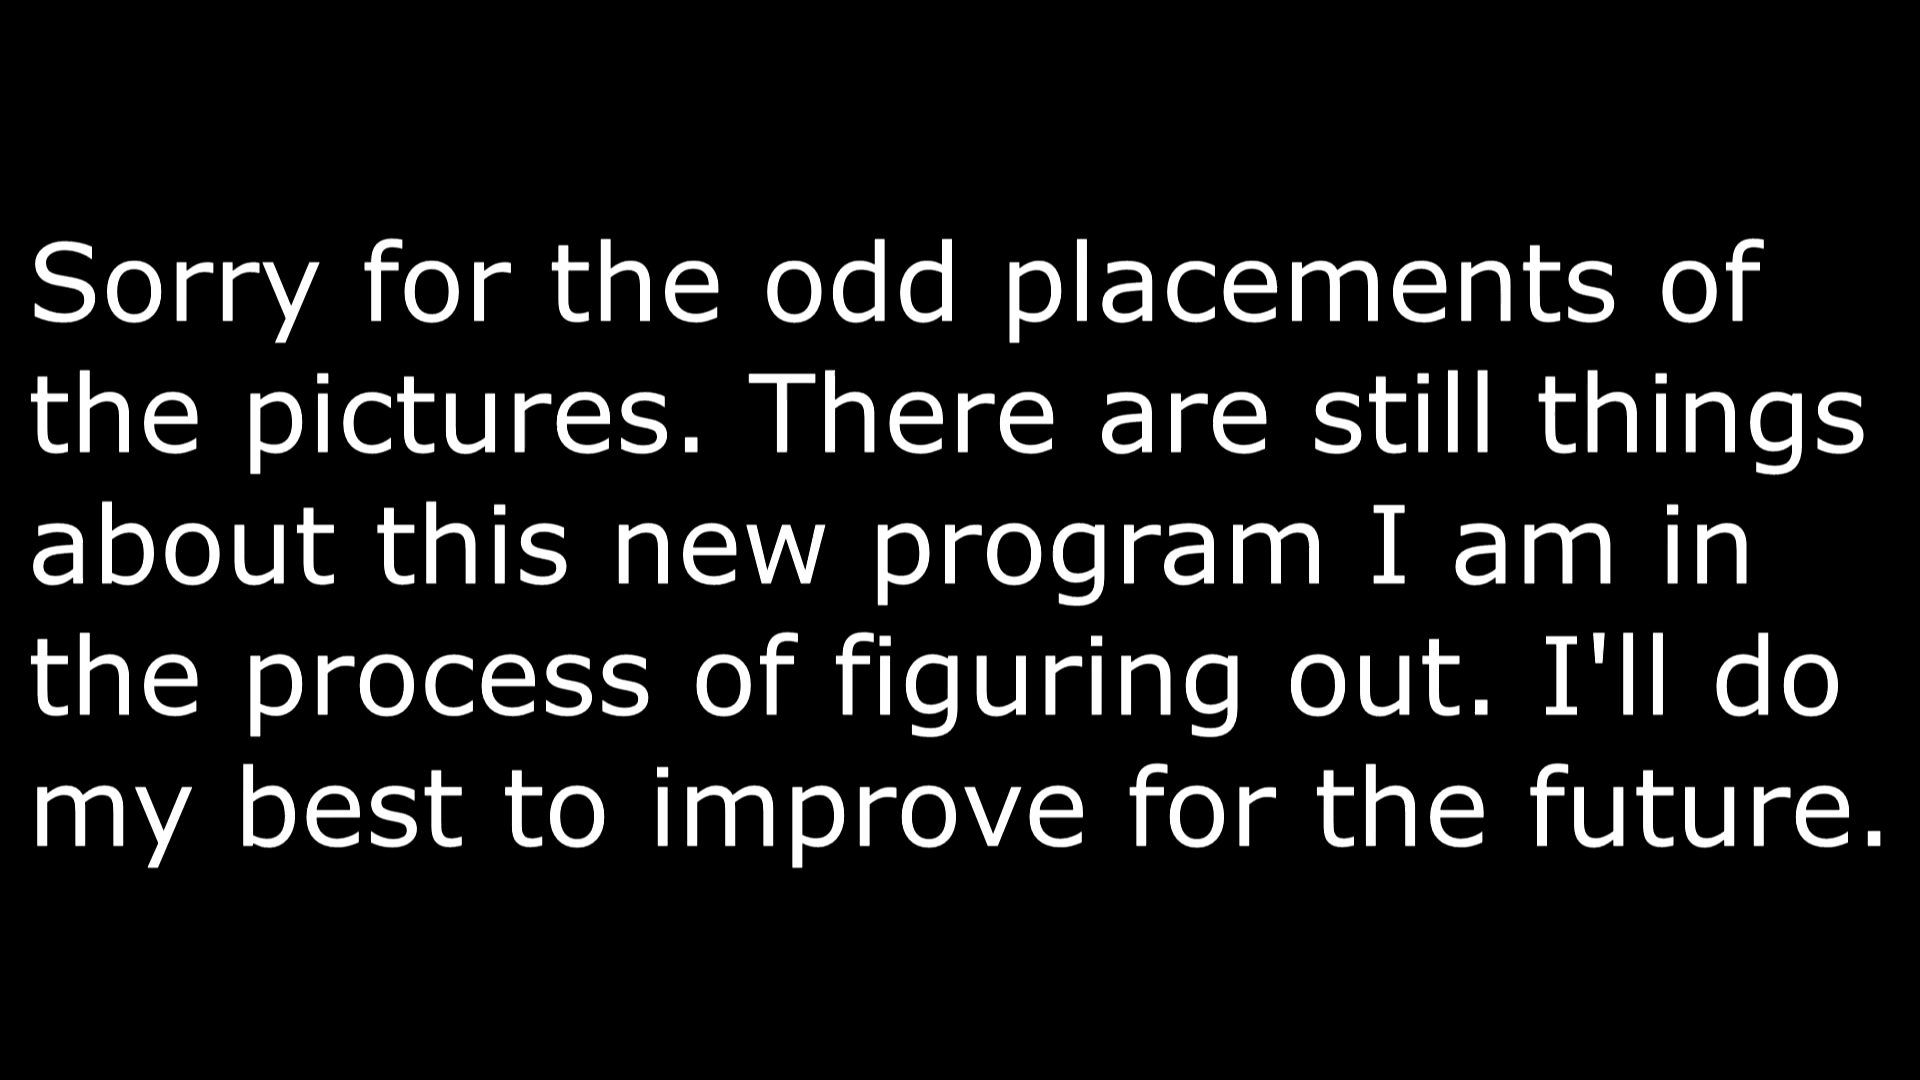 Sorry for the odd placements of
the pictures. There are still things
about this new program I am in
the process of figuring out. I'll do
my best to improve for the future.